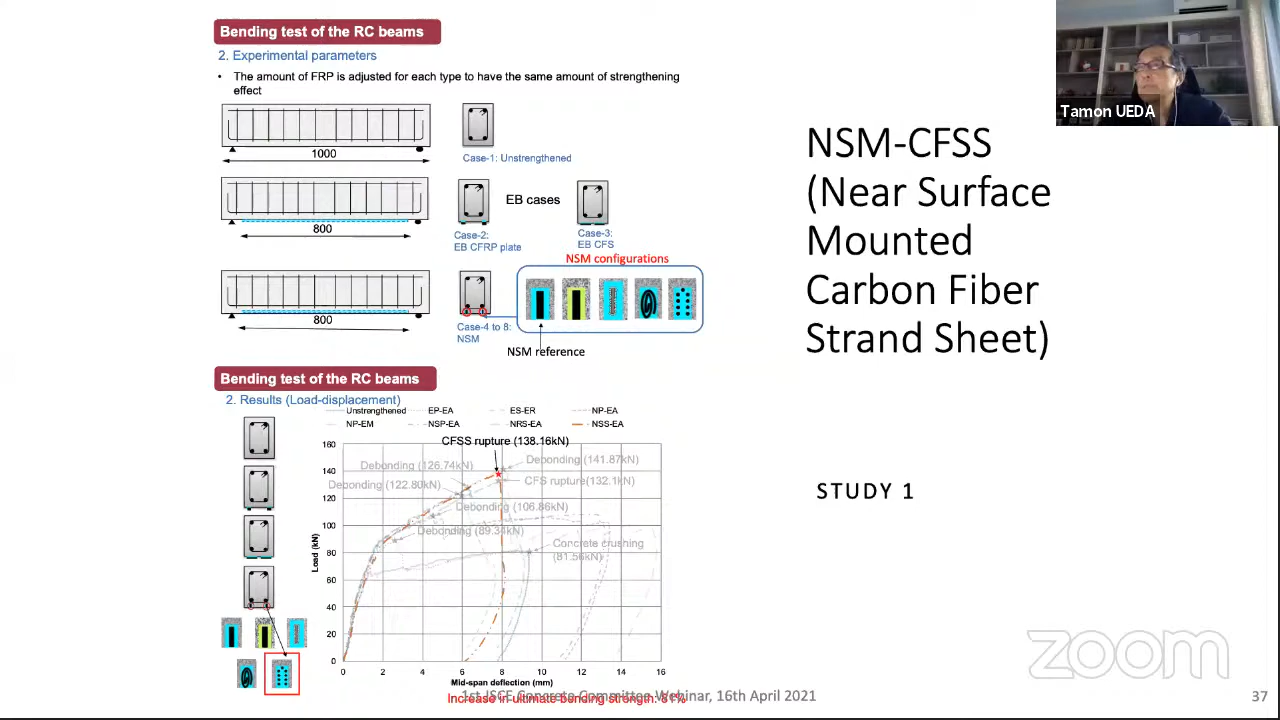 Bending test of the RC beams
2. Experimental parameters
• The amount of FRP is adjusted for each type to have the same amount of strengthening
effect
1000
Case-1: Unstrengthened
800
Case-2:
EB CFRP plate
EB cases
Case-3:
EB CFS
NSM configurations
800
Case-4 to 8:
NSM
NSM reference
Bending test of the RC beams
2. Results (Load-displacement)
Unstrengthened EP-EA ES-ER NP-EA
NP-EM NSP-EA NRS-EA NSS-EA
CFSS rupture (138.16kN)
Debonding (126.74kN)
Debonding (141.87kN)
Debonding (122.80kN)
CFS rupture(132.1kN)
Debonding (106.86kN)
Debonding (89.34kN)
Concrete crushing
(81.56kN)
Load (kN)
160
140
120
100
80
60
40
20
0
0 2 4 6 8 10 12 14 16
Mid-span deflection (mm)
Increase in ultimate bending strength: 61%
NSM-CFSS
(Near Surface
Mounted
Carbon Fiber
Strand Sheet)
STUDY 1
Tamon UEDA
zoom
1st JSCE Concrete Committee Webinar, 16th April 2021
37